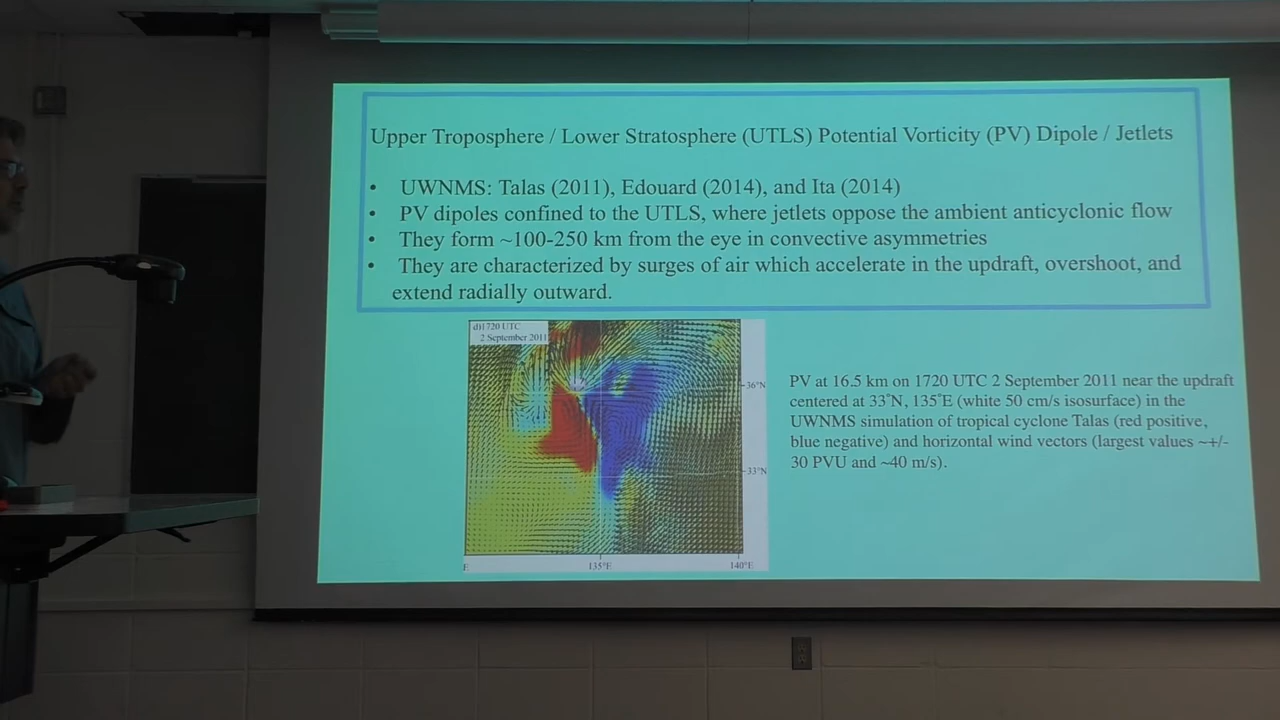 Upper Troposphere / Lower Stratosphere (UTLS) Potential Vorticity (PV) Dipole / Jetlets
• UWNMS: Talas (2011), Edouard (2014), and Ita (2014)
• PV dipoles confined to the UTLS, where jetlets oppose the ambient anticyclonic flow
• They form ~100-250 km from the eye in convective asymmetries
• They are characterized by surges of air which accelerate in the updraft, overshoot, and
extend radially outward.
d)1720 UTC
2 September 2011
36°N
33°N
E
135°E
140°E
PV at 16.5 km on 1720 UTC 2 September 2011 near the updraft
centered at 33°N, 135°E (white 50 cm/s isosurface) in the
UWNMS simulation of tropical cyclone Talas (red positive,
blue negative) and horizontal wind vectors (largest values ~+/-
30 PVU and ~40 m/s).